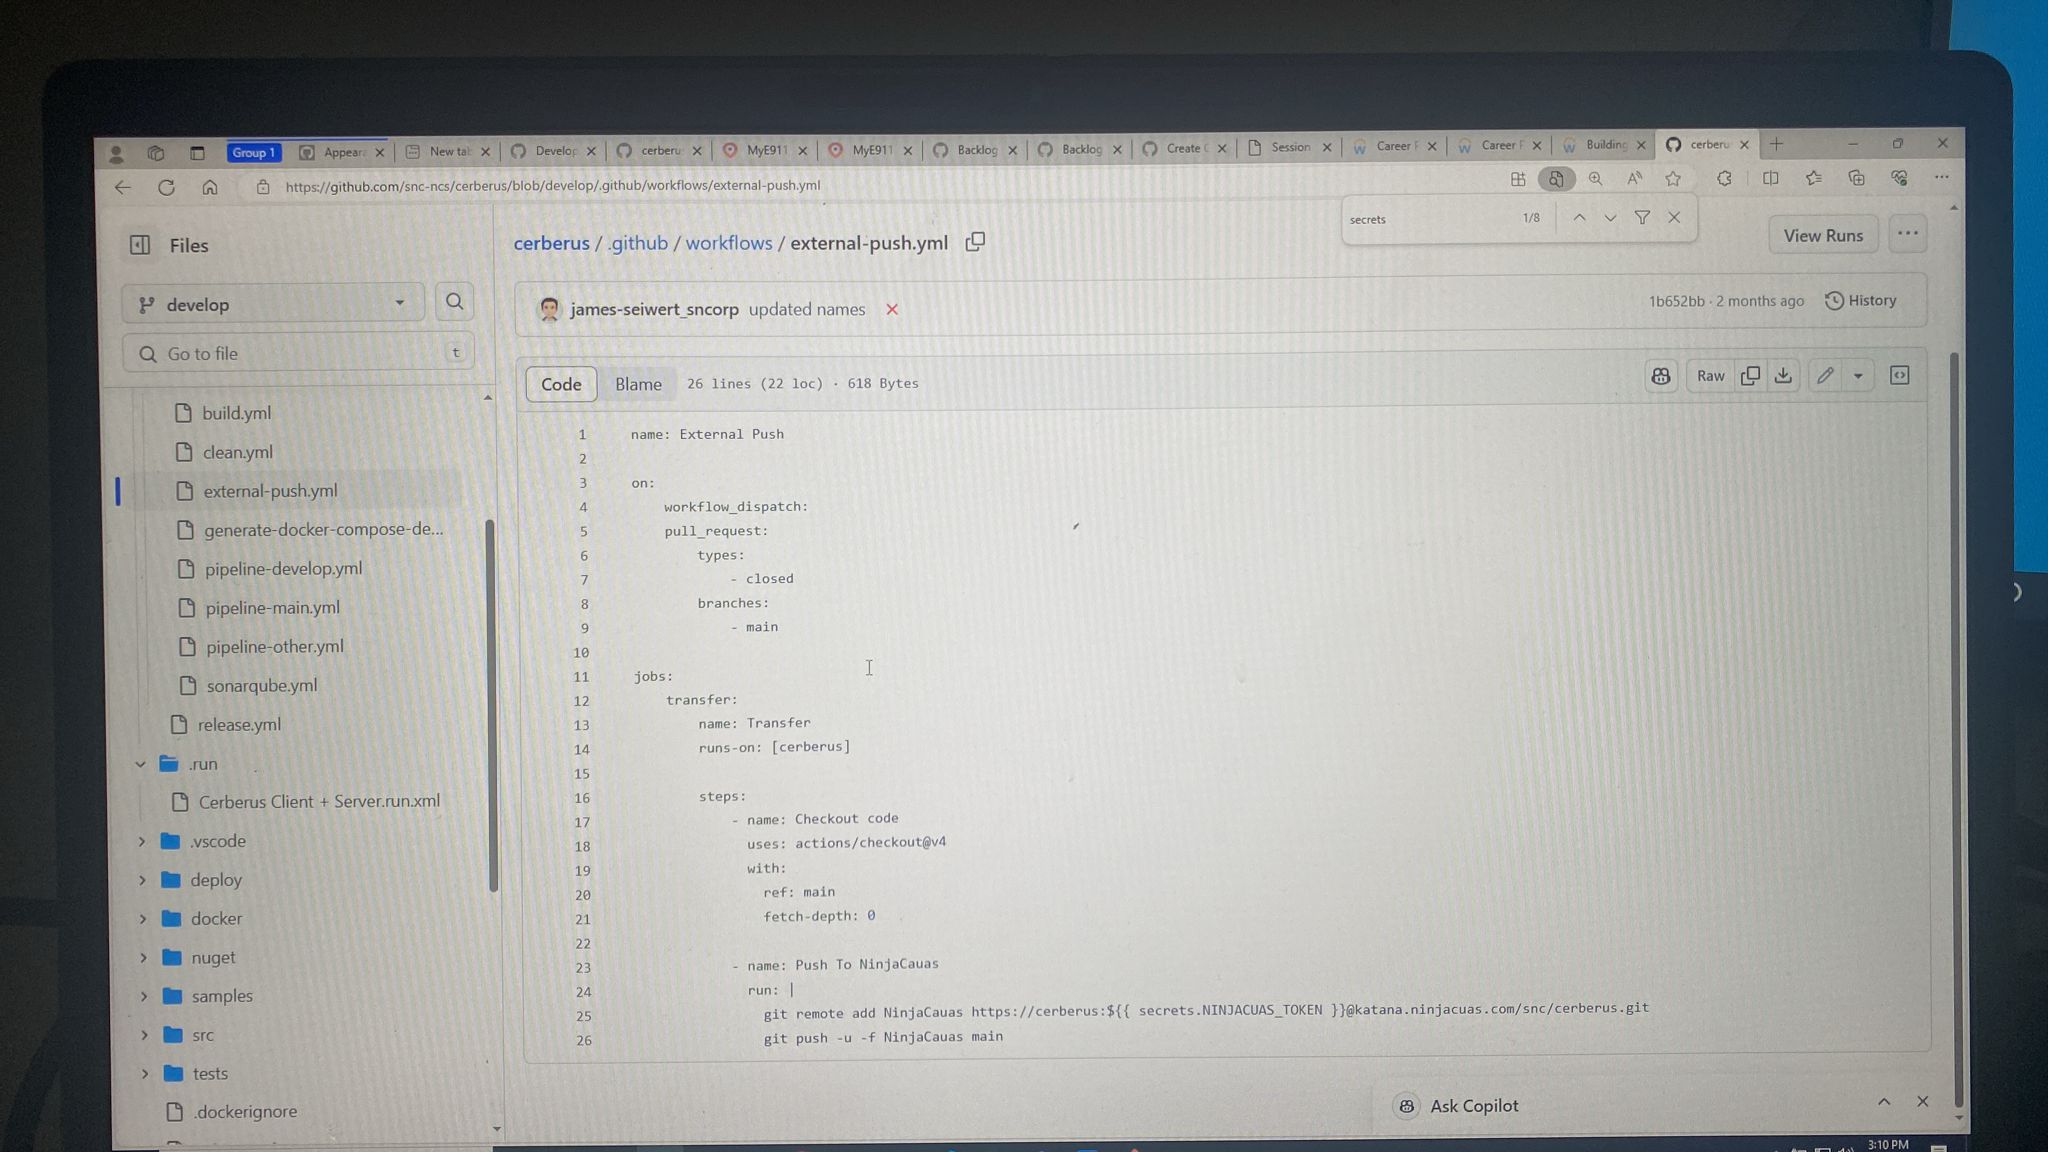 Group 1
Appear
New tab
Develop
cerberu
MyE911
MyE911
Backlog
Backlog
Create
Session
Career F
Career F
Building
cerberu
https://github.com/snc-ncs/cerberus/blob/develop/.github/workflows/external-push.yml
secrets
1/8
Files
cerberus / .github / workflows / external-push.yml
View Runs
develop
james-seiwert_sncorp updated names
1b652bb · 2 months ago
History
Go to file
t
Code
Blame
26 lines (22 loc) · 618 Bytes
Raw
build.yml
clean.yml
external-push.yml
generate-docker-compose-de...
pipeline-develop.yml
pipeline-main.yml
pipeline-other.yml
sonarqube.yml
release.yml
.run
Cerberus Client + Server.run.xml
.vscode
deploy
docker
nuget
samples
src
tests
.dockerignore
1 name: External Push
2
3 on:
4 workflow_dispatch:
5 pull_request:
6 types:
7 - closed
8 branches:
9 - main
10
11 jobs:
12 transfer:
13 name: Transfer
14 runs-on: [cerberus]
15
16 steps:
17 - name: Checkout code
18 uses: actions/checkout@v4
19 with:
20 ref: main
21 fetch-depth: 0
22
23 - name: Push To NinjaCauas
24 run: |
25 git remote add NinjaCauas https://cerberus:${{ secrets.NINJACUAS_TOKEN }}@katana.ninjacuas.com/snc/cerberus.git
26 git push -u -f NinjaCauas main
Ask Copilot
3:10 PM